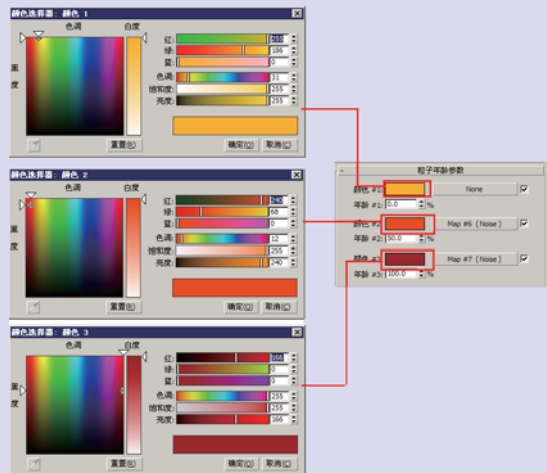 颜色选择器: 颜色 1
色调 白度
黑
度
红: 255
绿: 186
蓝: 0
色调: 31
饱和度: 255
亮度: 255
重置(R) 确定(O) 取消(C)
颜色选择器: 颜色 2
色调 白度
黑
度
红: 240
绿: 68
蓝: 0
色调: 12
饱和度: 255
亮度: 240
重置(R) 确定(O) 取消(C)
颜色选择器: 颜色 3
色调 白度
黑
度
红: 166
绿: 0
蓝: 0
色调: 255
饱和度: 255
亮度: 166
重置(R) 确定(O) 取消(C)
- 粒子年龄参数
颜色 #1: None
年龄 #1: 0.0 %
颜色 #2: Map #6 (Noise)
年龄 #2: 50.0 %
颜色 #3: Map #7 (Noise)
年龄 #3: 100.0 %